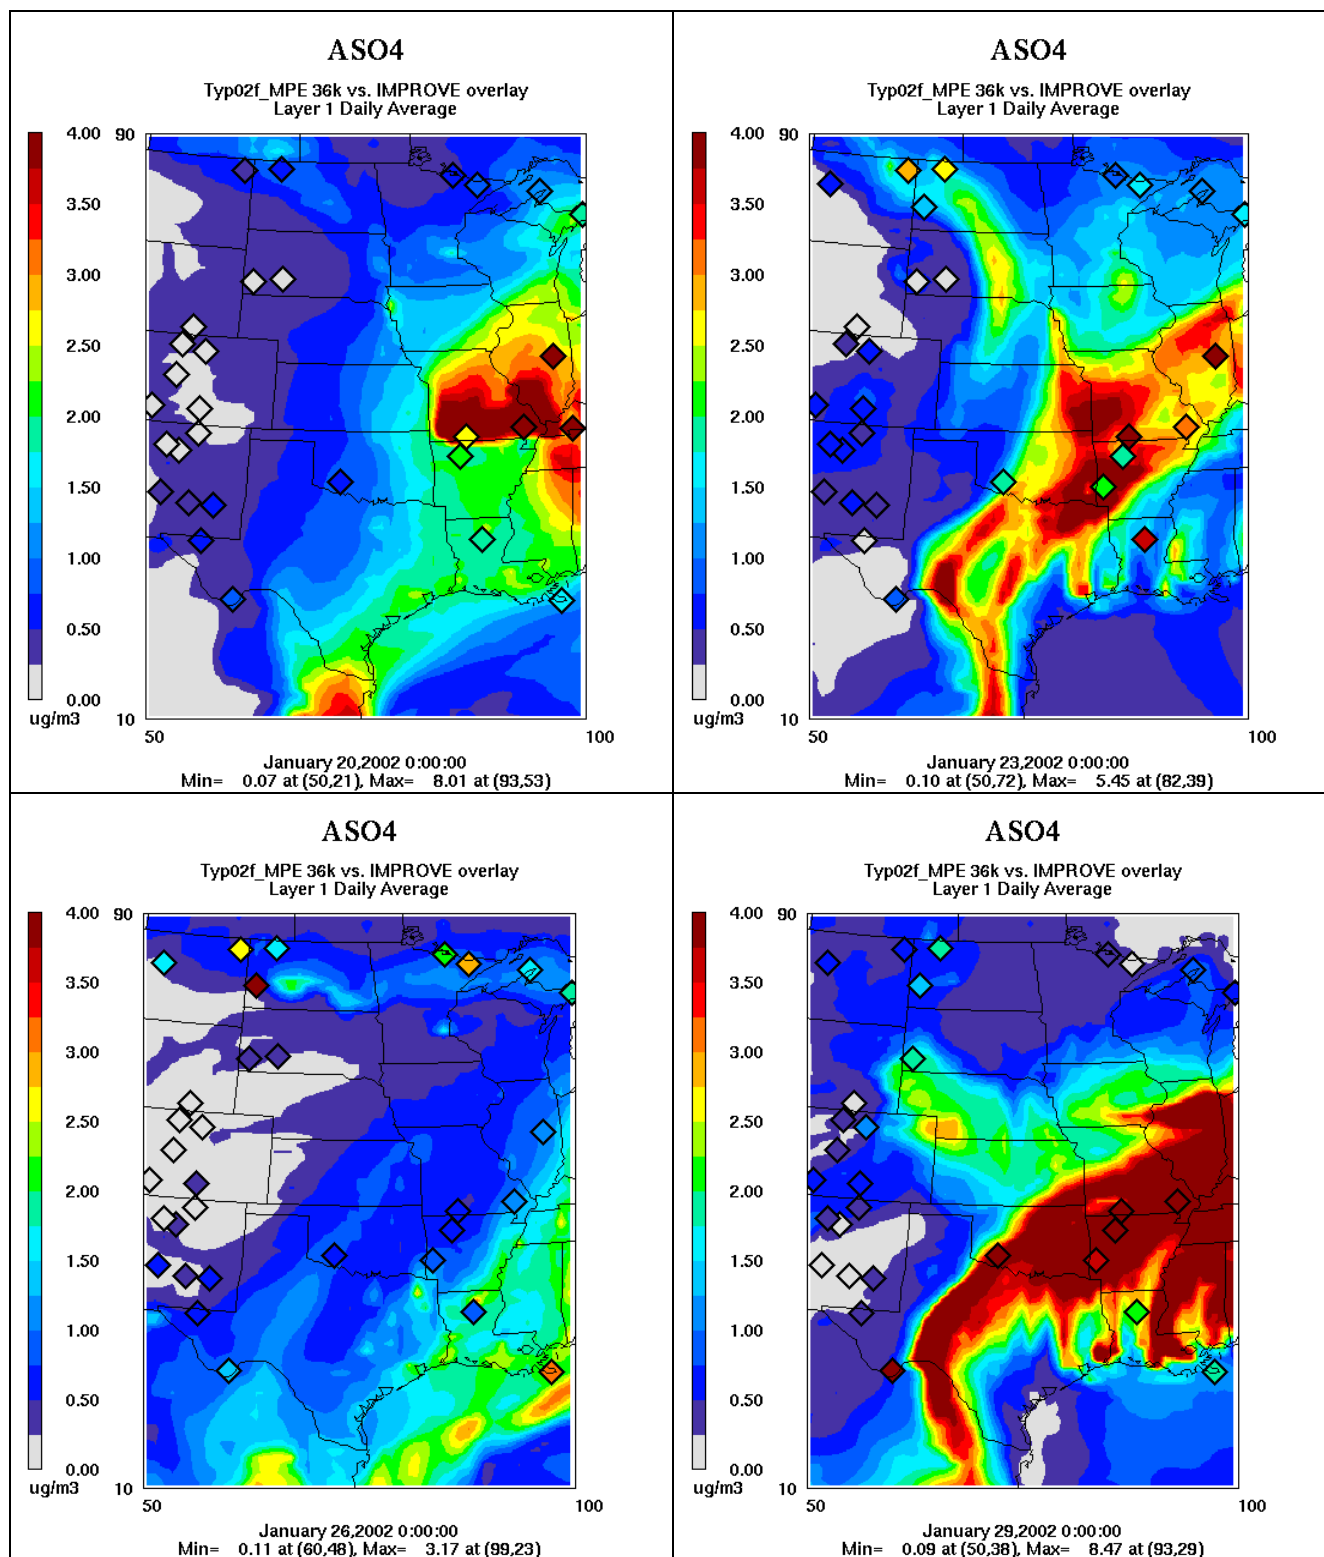 ASO4
Typ02f_MPE 36k vs. IMPROVE overlay
Layer 1 Daily Average
4.00
3.50
3.00
2.50
2.00
1.50
1.00
0.50
0.00
ug/m3
90
10
50
100
January 20,2002 0:00:00
Min= 0.07 at (50,21), Max= 8.01 at (93,53)
ASO4
Typ02f_MPE 36k vs. IMPROVE overlay
Layer 1 Daily Average
4.00
3.50
3.00
2.50
2.00
1.50
1.00
0.50
0.00
ug/m3
90
10
50
100
January 23,2002 0:00:00
Min= 0.10 at (50,72), Max= 5.45 at (82,39)
ASO4
Typ02f_MPE 36k vs. IMPROVE overlay
Layer 1 Daily Average
4.00
3.50
3.00
2.50
2.00
1.50
1.00
0.50
0.00
ug/m3
90
10
50
100
January 26,2002 0:00:00
Min= 0.11 at (60,48), Max= 3.17 at (99,23)
ASO4
Typ02f_MPE 36k vs. IMPROVE overlay
Layer 1 Daily Average
4.00
3.50
3.00
2.50
2.00
1.50
1.00
0.50
0.00
ug/m3
90
10
50
100
January 29,2002 0:00:00
Min= 0.09 at (50,38), Max= 8.47 at (93,29)